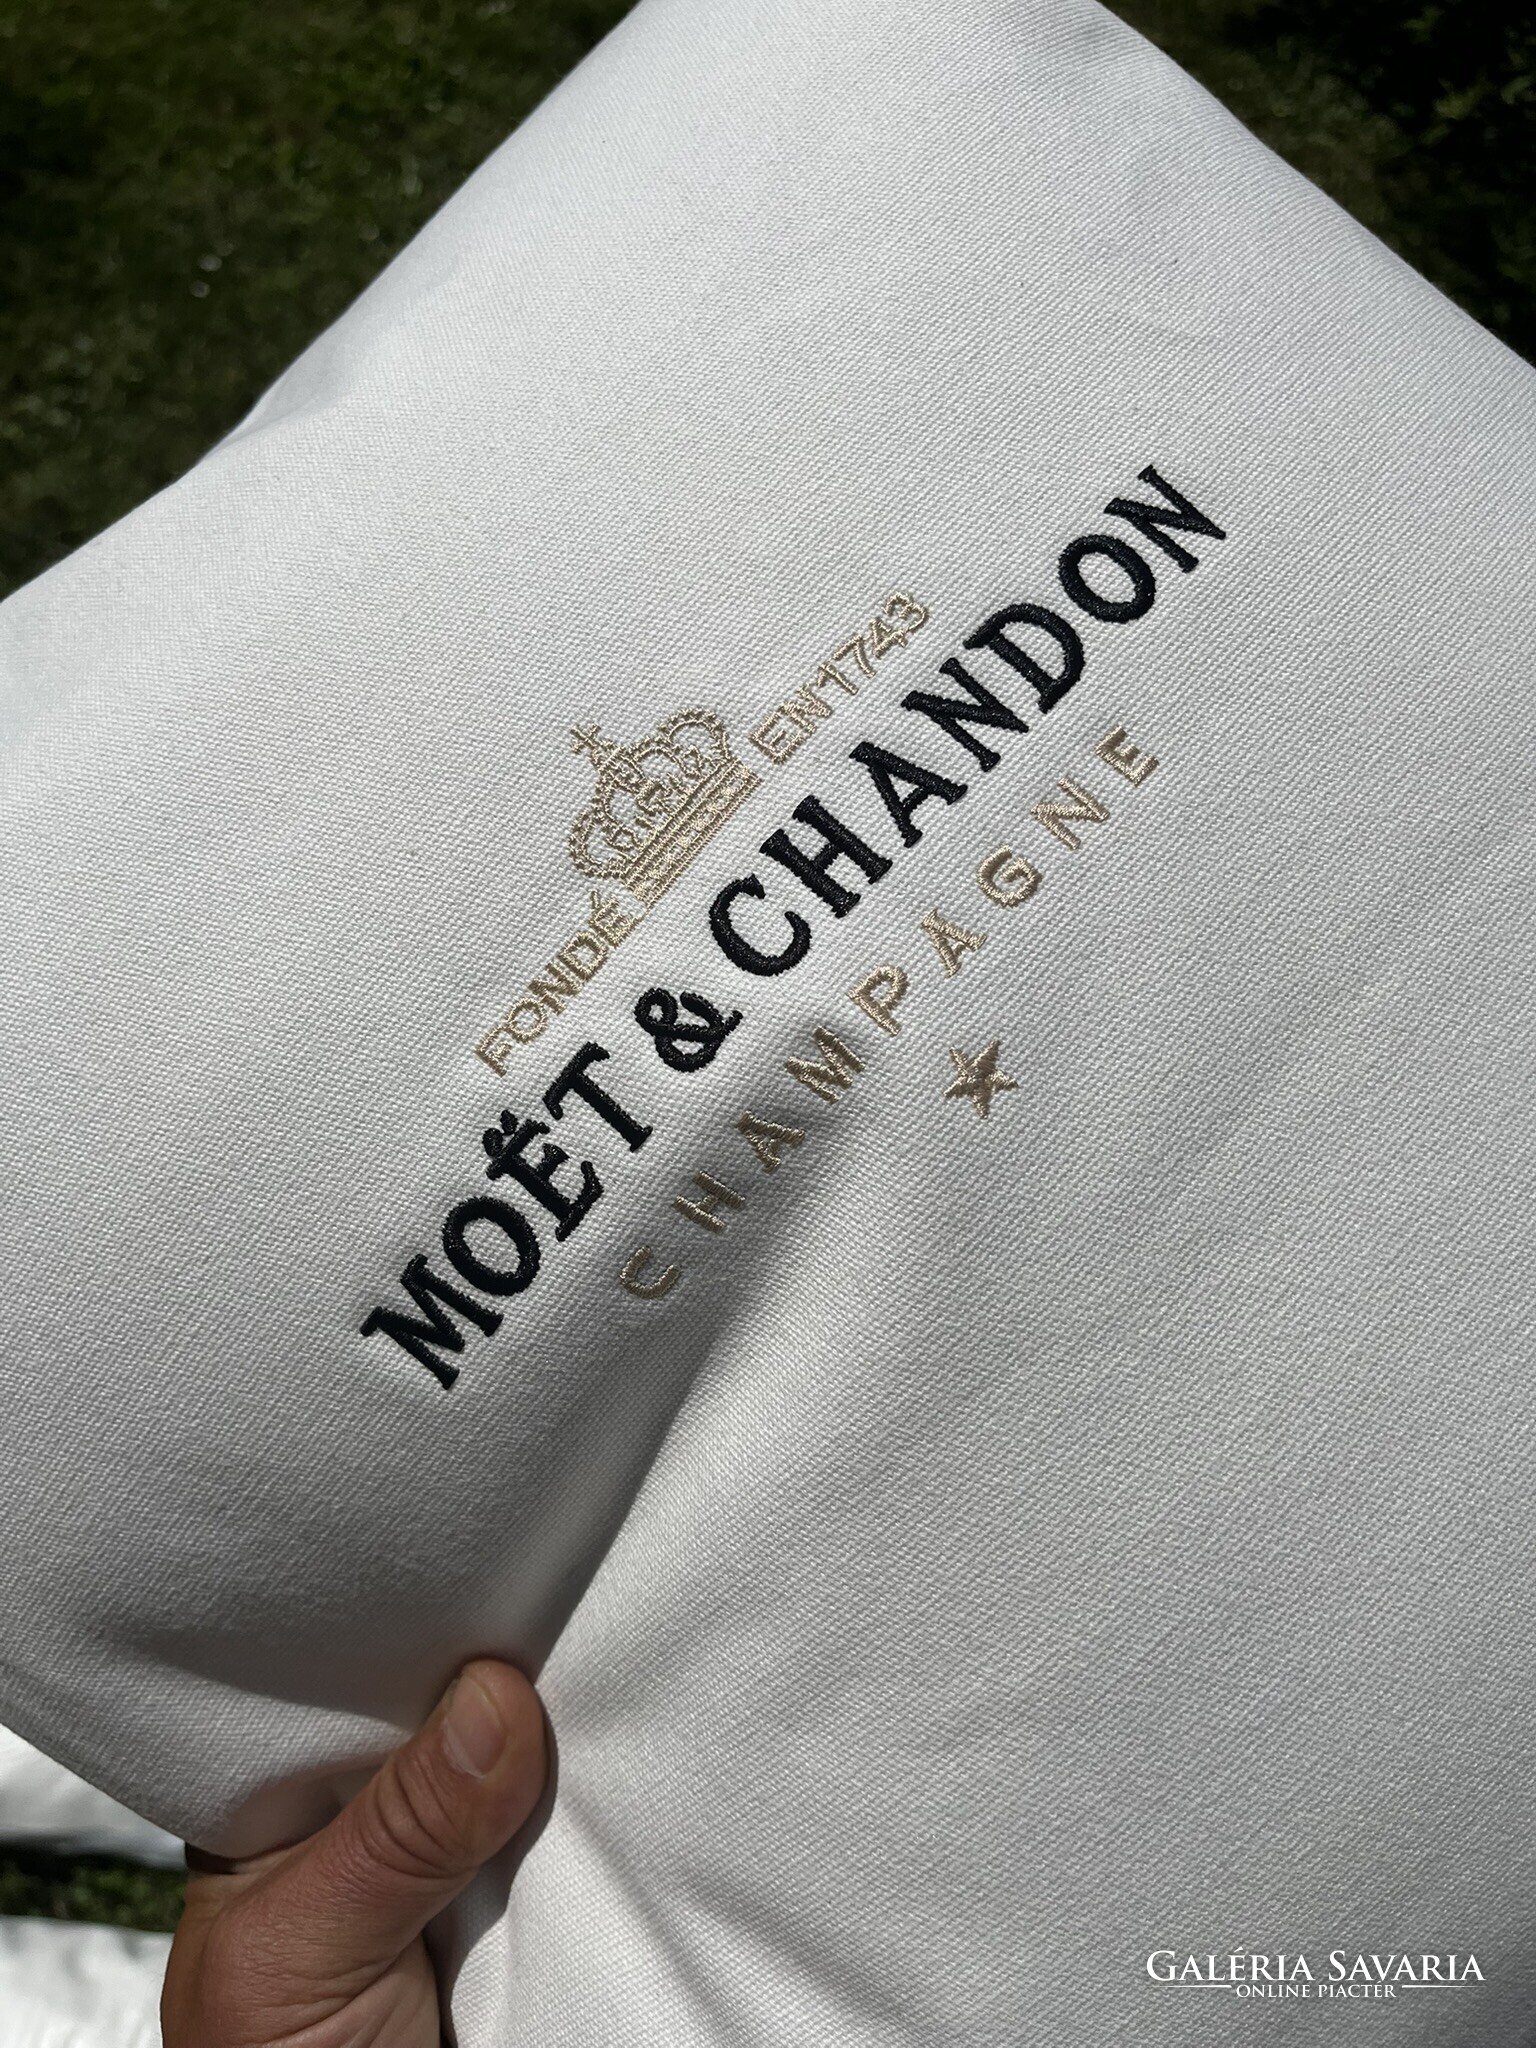 FONDÉ EN 1743
MOËT & CHANDON
CHAMPAGNE
GALÉRIA SAVARIA
ONLINE PIACTÉR